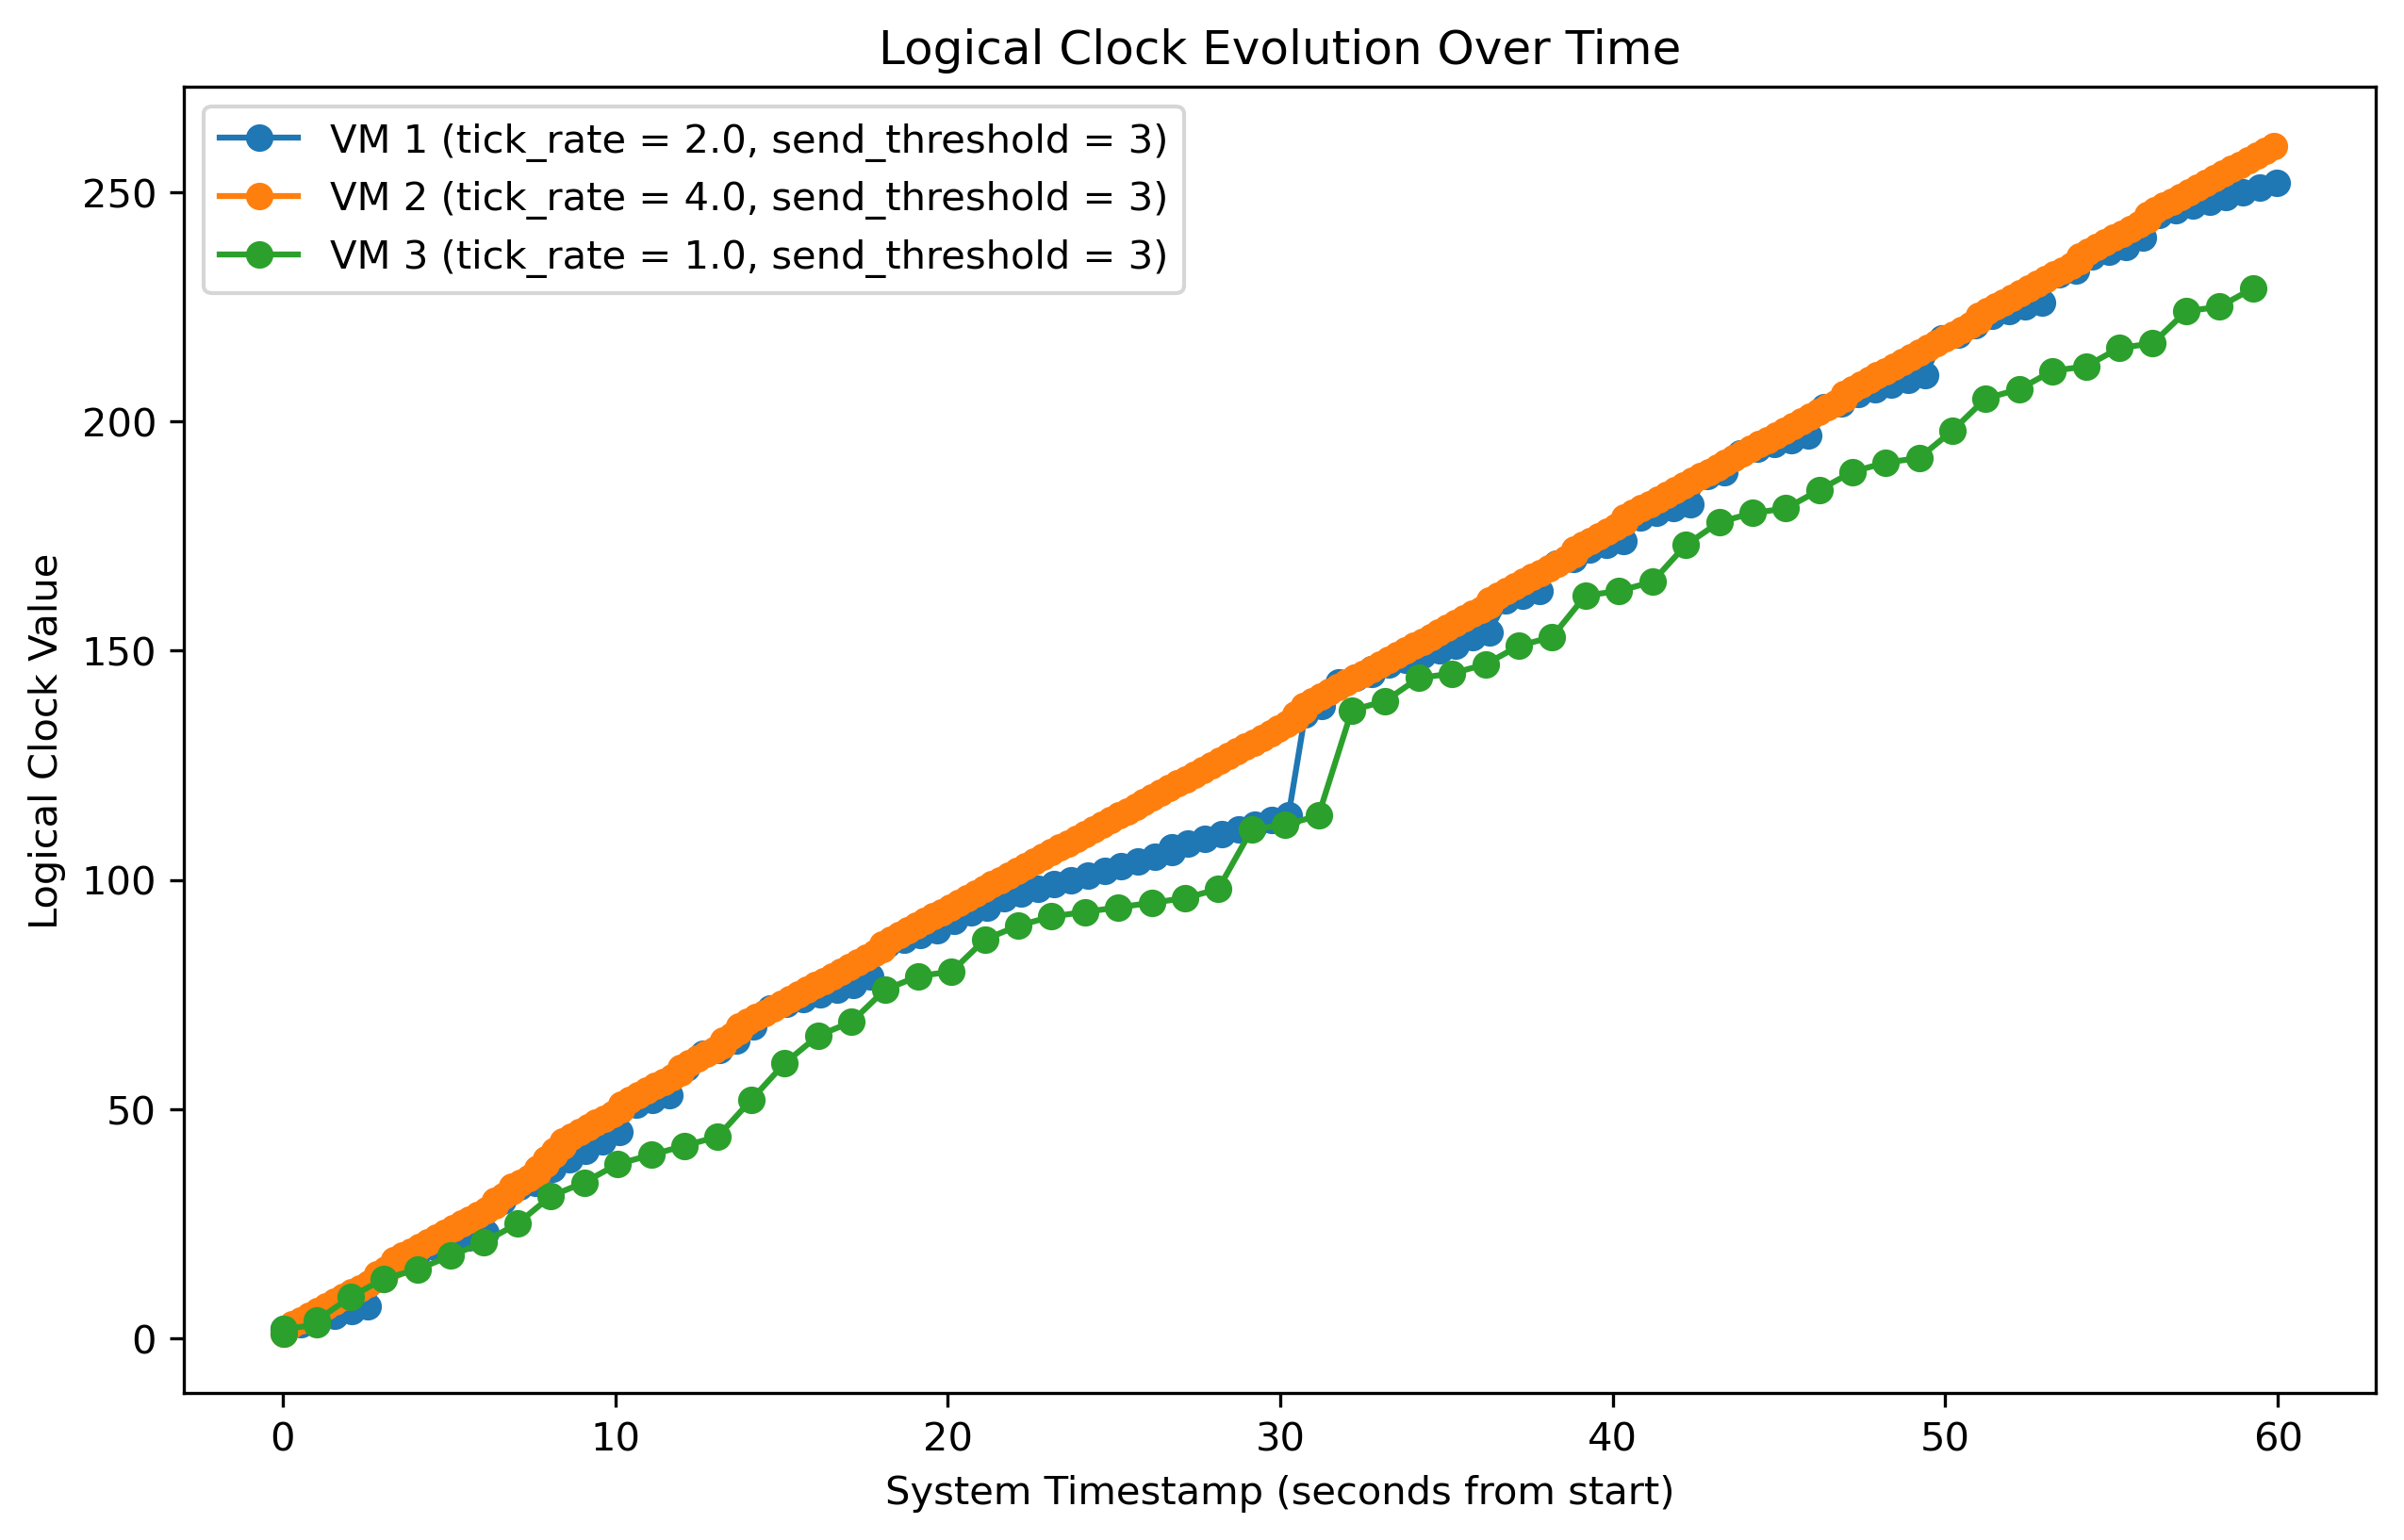 Logical Clock Evolution Over Time
VM 1 (tick_rate = 2.0, send_threshold = 3)
VM 2 (tick_rate = 4.0, send_threshold = 3)
VM 3 (tick_rate = 1.0, send_threshold = 3)
Logical Clock Value
250
200
150
100
50
0
0 10 20 30 40 50 60
System Timestamp (seconds from start)